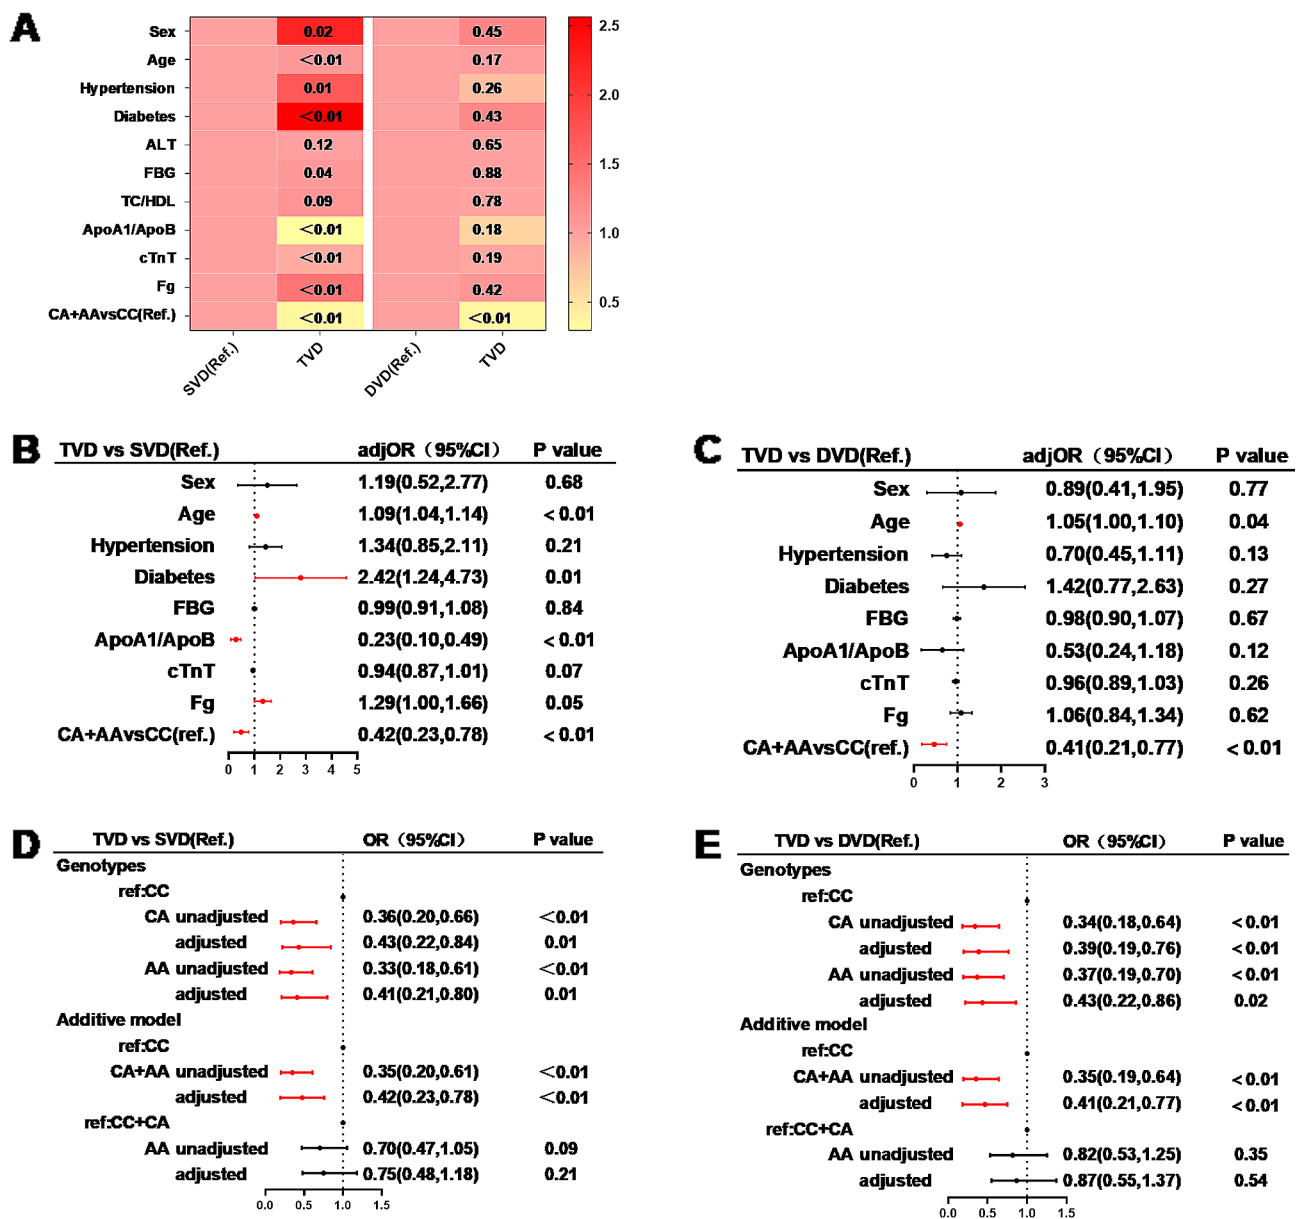 A
Sex 0.02 0.45
Age <0.01 0.17
Hypertension 0.01 0.26
Diabetes <0.01 0.43
ALT 0.12 0.65
FBG 0.04 0.88
TC/HDL 0.09 0.78
ApoA1/ApoB <0.01 0.18
cTnT <0.01 0.19
Fg <0.01 0.42
CA+AAvsCC(Ref.) <0.01 <0.01
SVD(Ref.) TVD DVD(Ref.) TVD
2.5
2.0
1.5
1.0
0.5
B
TVD vs SVD(Ref.) adjOR (95%CI) P value
Sex 1.19(0.52,2.77) 0.68
Age 1.09(1.04,1.14) <0.01
Hypertension 1.34(0.85,2.11) 0.21
Diabetes 2.42(1.24,4.73) 0.01
FBG 0.99(0.91,1.08) 0.84
ApoA1/ApoB 0.23(0.10,0.49) <0.01
cTnT 0.94(0.87,1.01) 0.07
Fg 1.29(1.00,1.66) 0.05
CA+AAvsCC(ref.) 0.42(0.23,0.78) <0.01
0 1 2 3 4 5
C
TVD vs DVD(Ref.) adjOR (95%CI) P value
Sex 0.89(0.41,1.95) 0.77
Age 1.05(1.00,1.10) 0.04
Hypertension 0.70(0.45,1.11) 0.13
Diabetes 1.42(0.77,2.63) 0.27
FBG 0.98(0.90,1.07) 0.67
ApoA1/ApoB 0.53(0.24,1.18) 0.12
cTnT 0.96(0.89,1.03) 0.26
Fg 1.06(0.84,1.34) 0.62
CA+AAvsCC(ref.) 0.41(0.21,0.77) <0.01
0 1 2 3
D
TVD vs SVD(Ref.) OR (95%CI) P value
Genotypes
ref:CC
CA unadjusted 0.36(0.20,0.66) <0.01
adjusted 0.43(0.22,0.84) 0.01
AA unadjusted 0.33(0.18,0.61) <0.01
adjusted 0.41(0.21,0.80) 0.01
Additive model
ref:CC
CA+AA unadjusted 0.35(0.20,0.61) <0.01
adjusted 0.42(0.23,0.78) <0.01
ref:CC+CA
AA unadjusted 0.70(0.47,1.05) 0.09
adjusted 0.75(0.48,1.18) 0.21
0.0 0.5 1.0 1.5
E
TVD vs DVD(Ref.) OR (95%CI) P value
Genotypes
ref:CC
CA unadjusted 0.34(0.18,0.64) <0.01
adjusted 0.39(0.19,0.76) <0.01
AA unadjusted 0.37(0.19,0.70) <0.01
adjusted 0.43(0.22,0.86) 0.02
Additive model
ref:CC
CA+AA unadjusted 0.35(0.19,0.64) <0.01
adjusted 0.41(0.21,0.77) <0.01
ref:CC+CA
AA unadjusted 0.82(0.53,1.25) 0.35
adjusted 0.87(0.55,1.37) 0.54
0.0 0.5 1.0 1.5